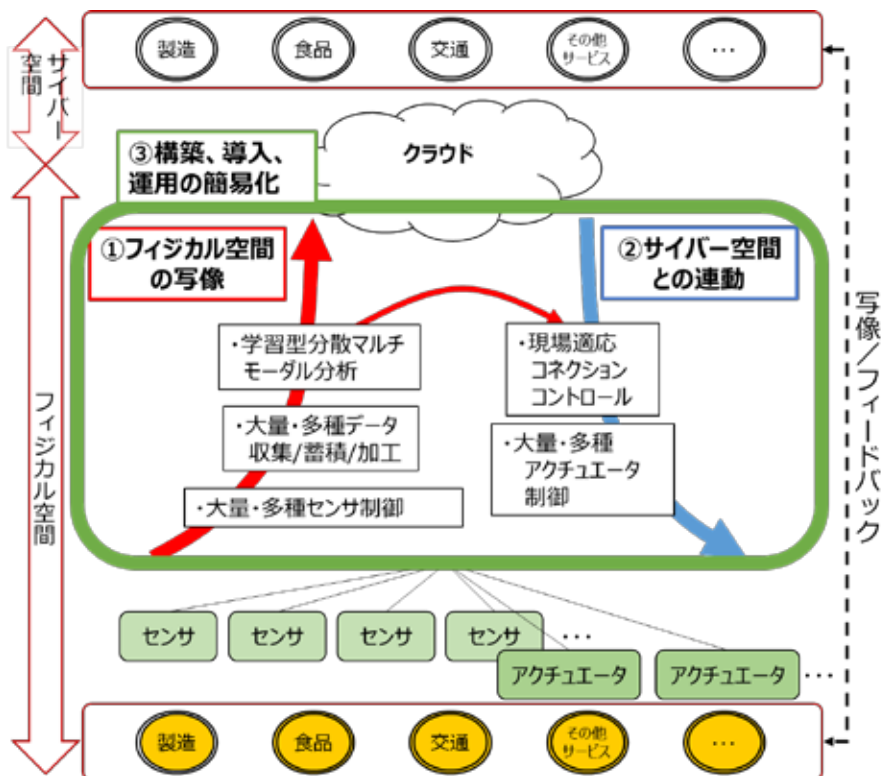 製造
食品
交通
その他
サービス
…
サイバー
空間
クラウド
③構築、導入、
運用の簡易化
①フィジカル空間
の写像
②サイバー空間
との連動
・学習型分散マルチ
モーダル分析
・現場適応
コネクション
コントロール
・大量・多種データ
収集/蓄積/加工
・大量・多種
アクチュエータ
制御
・大量・多種センサ制御
フィジカル空間
写像／フィードバック
センサ
センサ
センサ
センサ
…
アクチュエータ
アクチュエータ
…
製造
食品
交通
その他
サービス
…